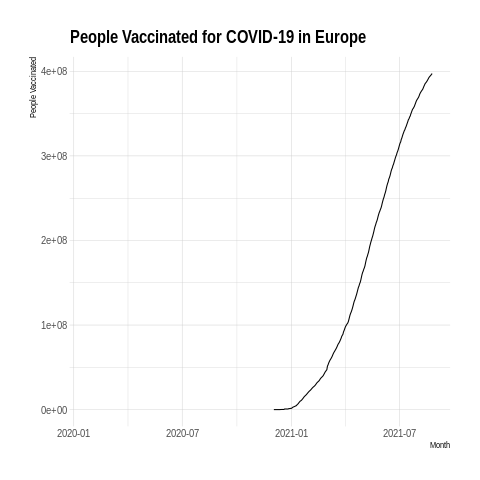 People Vaccinated for COVID-19 in Europe
People Vaccinated
4e+08
3e+08
2e+08
1e+08
0e+00
2020-01 2020-07 2021-01 2021-07
Month